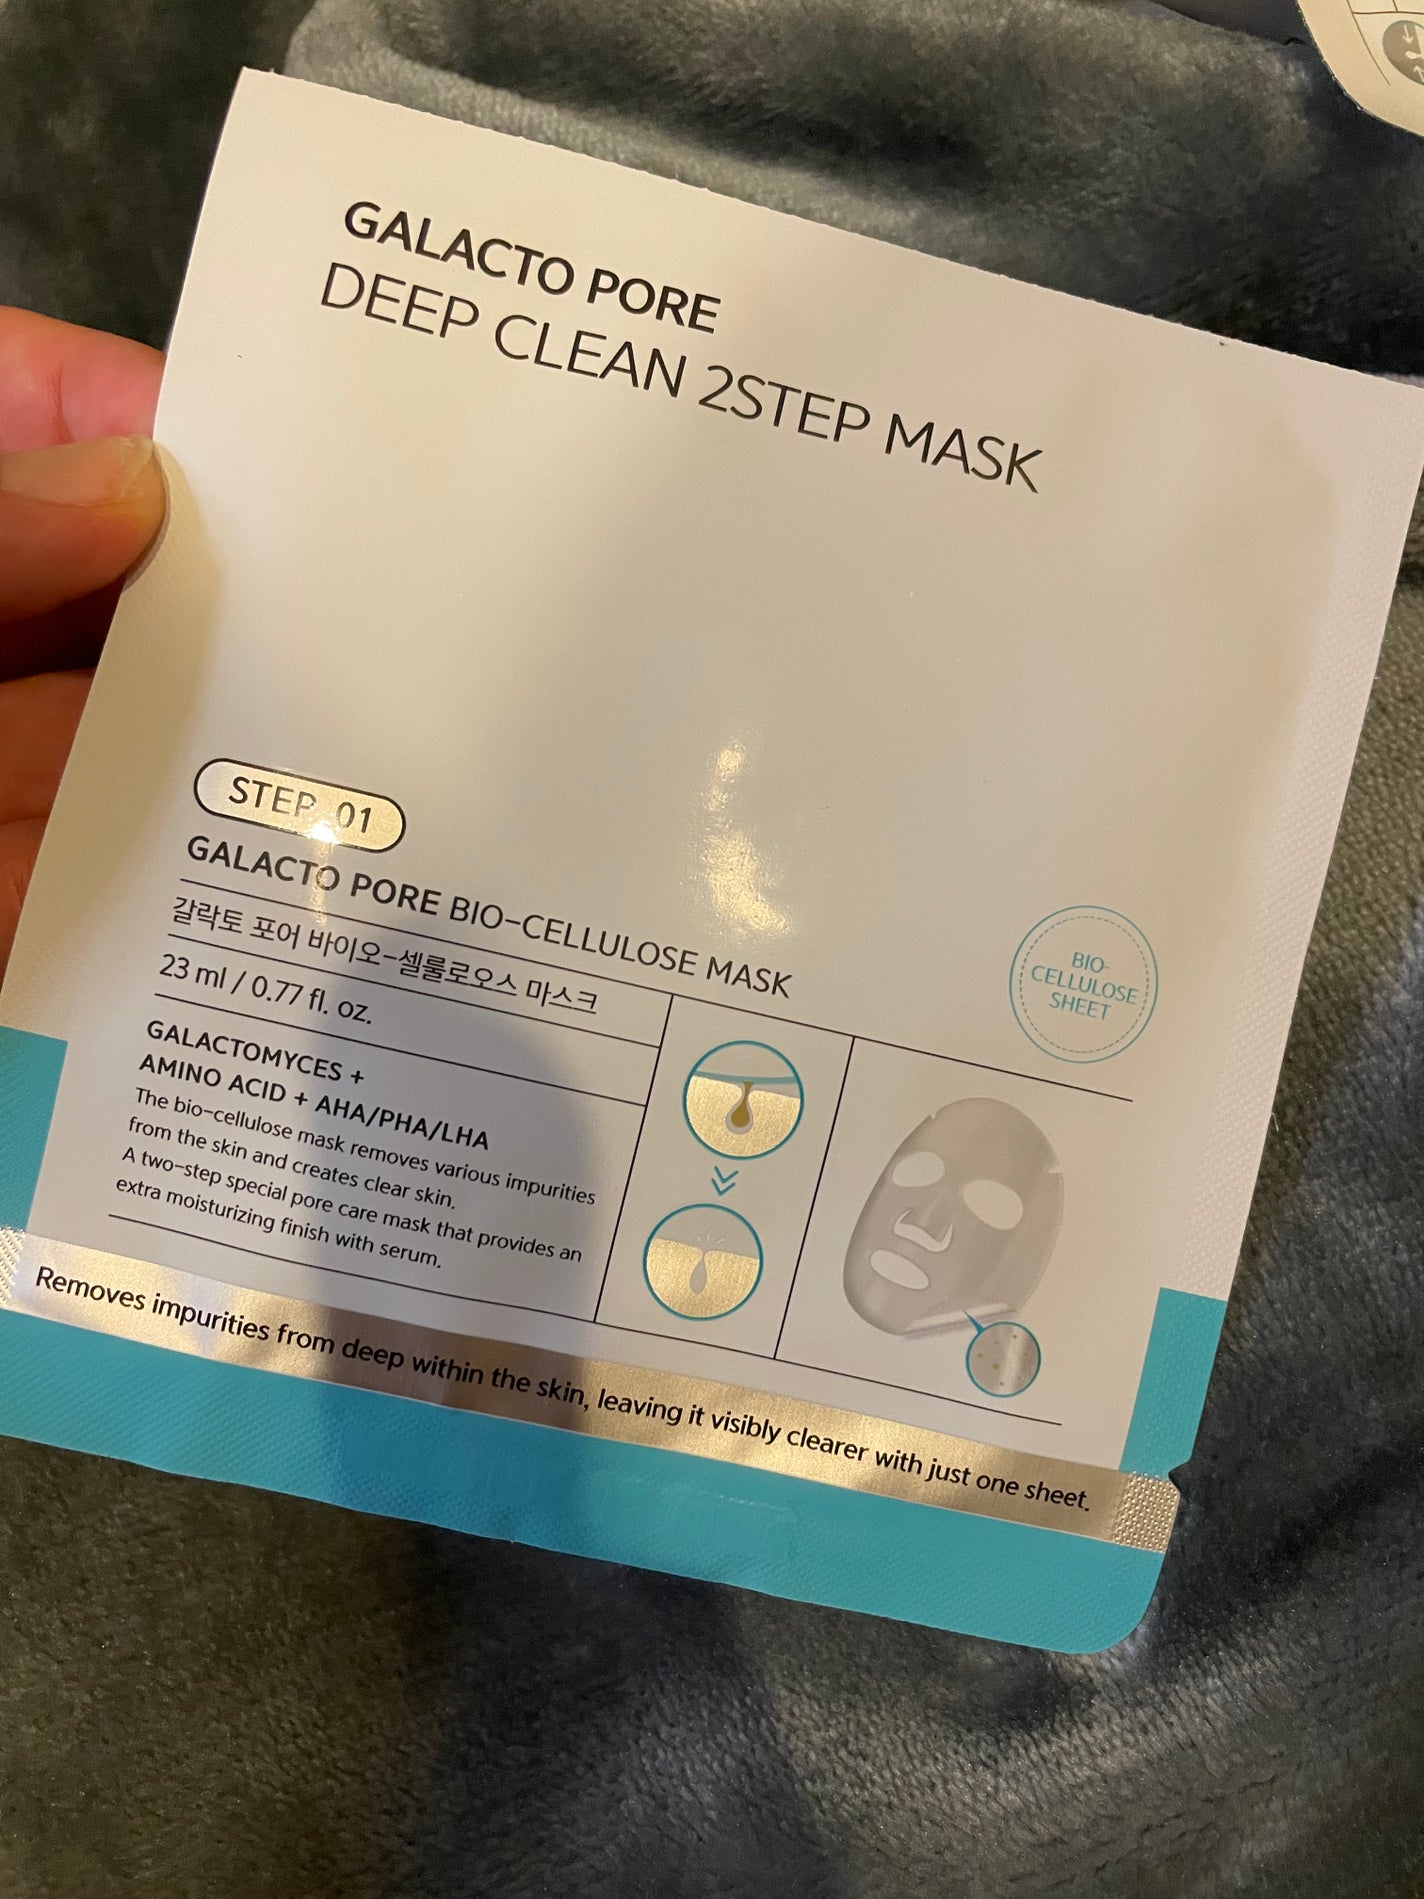 GALACTO PORE
DEEP CLEAN 2STEP MASK
STEP 01
GALACTO PORE BIO-CELLULOSE MASK
갈락토 포어 바이오-셀룰로오스 마스크
23 ml / 0.77 fl. oz.
GALACTOMYCES +
AMINO ACID + AHA/PHA/LHA
The bio-cellulose mask removes various impurities
from the skin and creates clear skin.
A two-step special pore care mask that provides an
extra moisturizing finish with serum.
BIO-
CELLULOSE
SHEET
Removes impurities from deep within the skin, leaving it visibly clearer with just one sheet.